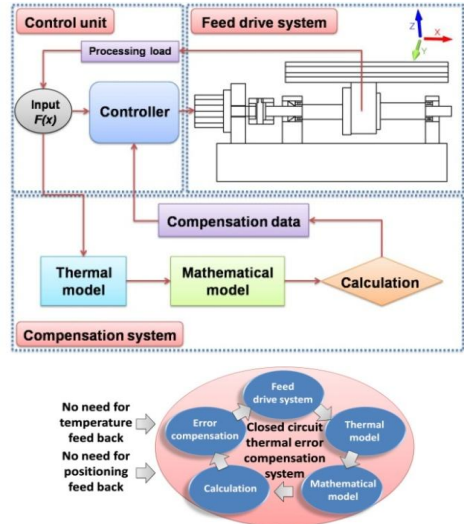 Control unit
Feed drive system
Processing load
Z
X
Y
Input
F(x)
Controller
Compensation data
Thermal
model
Mathematical
model
Calculation
Compensation system
No need for
temperature
feed back
No need for
positioning
feed back
Feed
drive system
Error
compensation
Closed circuit
thermal error
compensation
system
Thermal
model
Calculation
Mathematical
model